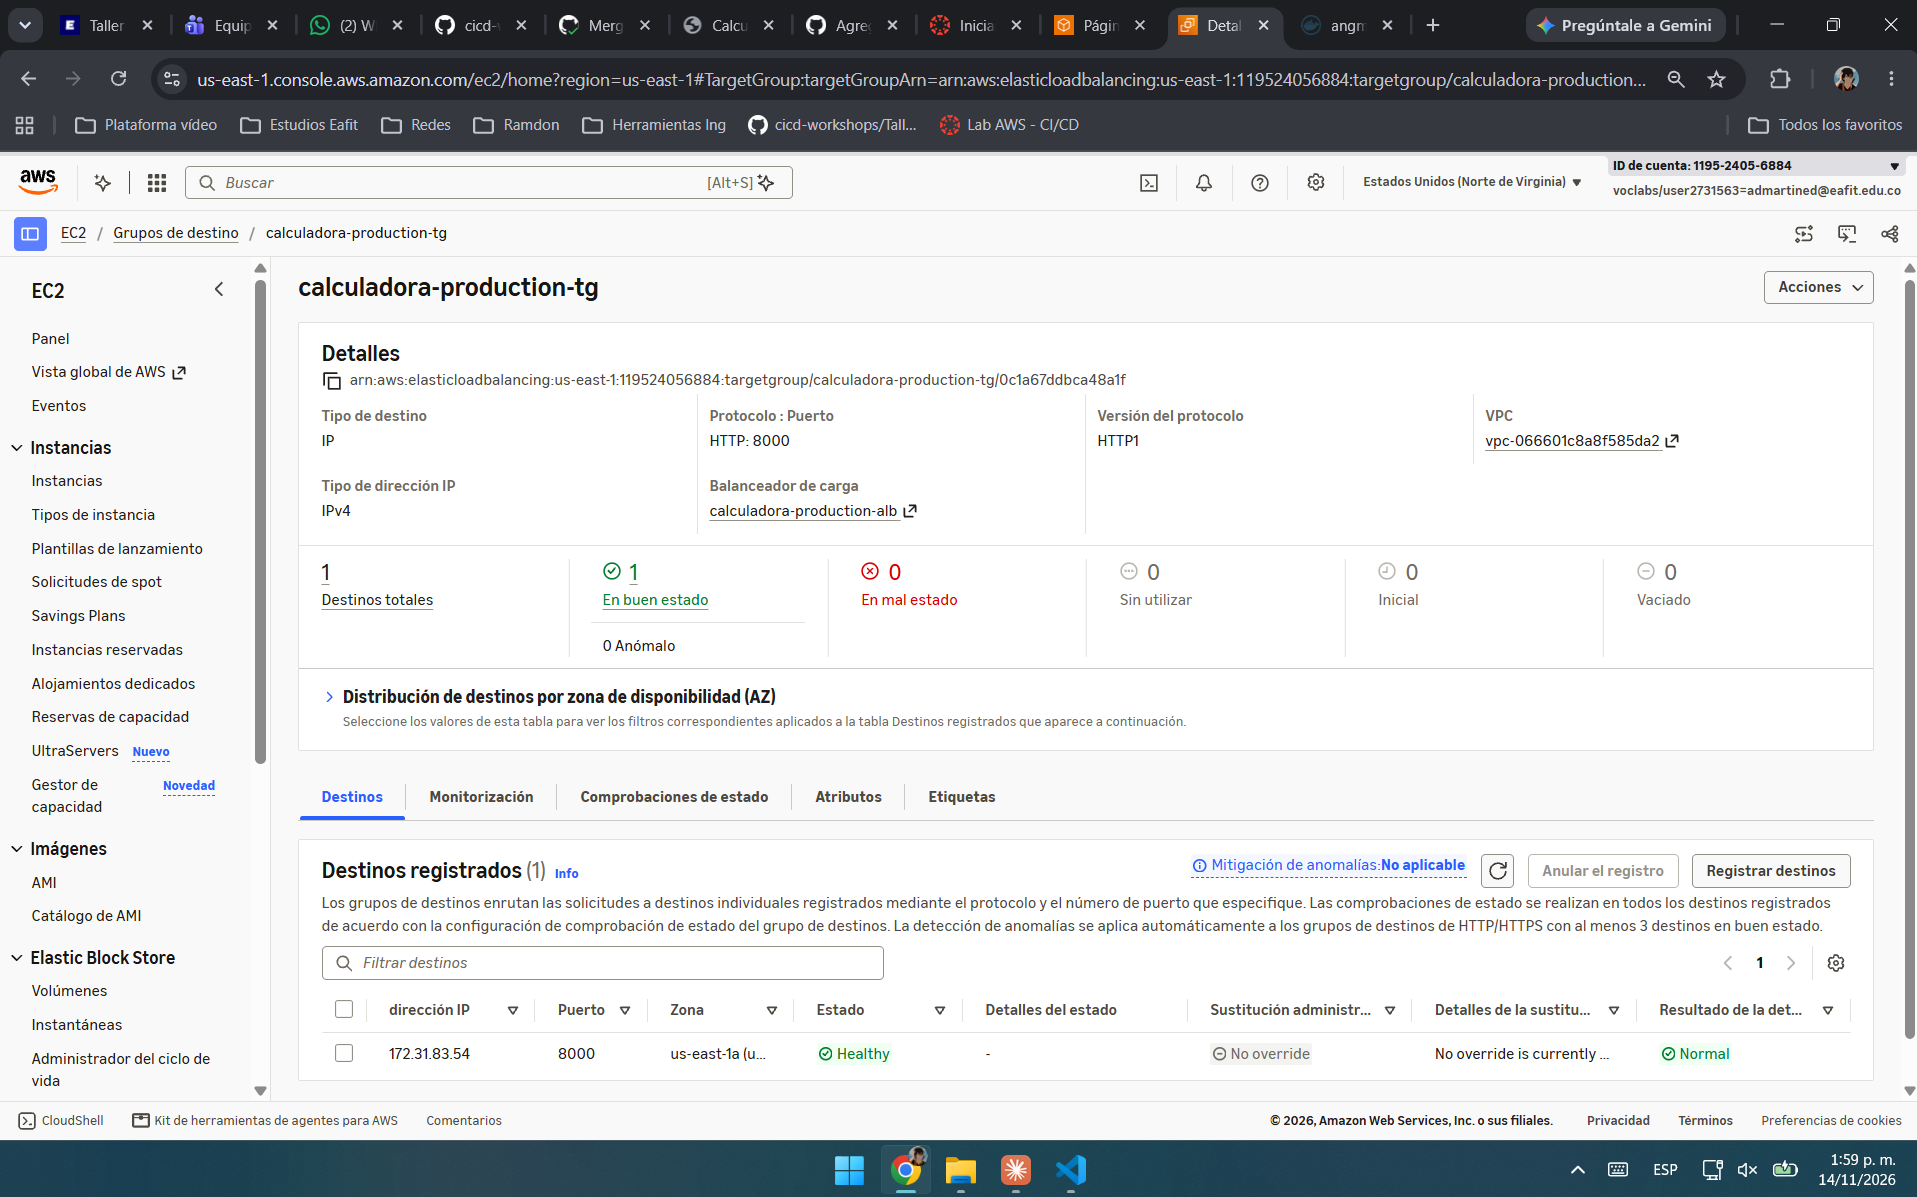 Taller
Equip
(2) W
cicd-
Merg
Calcu
Agre
Inicia
Págin
Detal
angm
Pregúntale a Gemini
us-east-1.console.aws.amazon.com/ec2/home?region=us-east-1#TargetGroup:targetGroupArn=arn:aws:elasticloadbalancing:us-east-1:119524056884:targetgroup/calculadora-production...
Plataforma vídeo
Estudios Eafit
Redes
Ramdon
Herramientas Ing
cicd-workshops/Tall...
Lab AWS - CI/CD
Todos los favoritos
aws
Buscar
[Alt+S]
Estados Unidos (Norte de Virginia)
ID de cuenta: 1195-2405-6884
voclabs/user2731563=admartined@eafit.edu.co
EC2 / Grupos de destino / calculadora-production-tg
EC2
Panel
Vista global de AWS
Eventos
Instancias
Instancias
Tipos de instancia
Plantillas de lanzamiento
Solicitudes de spot
Savings Plans
Instancias reservadas
Alojamientos dedicados
Reservas de capacidad
UltraServers Nuevo
Gestor de capacidad Novedad
Imágenes
AMI
Catálogo de AMI
Elastic Block Store
Volúmenes
Instantáneas
Administrador del ciclo de vida
calculadora-production-tg
Acciones
Detalles
arn:aws:elasticloadbalancing:us-east-1:119524056884:targetgroup/calculadora-production-tg/0c1a67ddbca48a1f
Tipo de destino
IP
Protocolo : Puerto
HTTP: 8000
Versión del protocolo
HTTP1
VPC
vpc-066601c8a8f585da2
Tipo de dirección IP
IPv4
Balanceador de carga
calculadora-production-alb
1
Destinos totales
1
En buen estado
0 Anómalo
0
En mal estado
0
Sin utilizar
0
Inicial
0
Vaciado
Distribución de destinos por zona de disponibilidad (AZ)
Seleccione los valores de esta tabla para ver los filtros correspondientes aplicados a la tabla Destinos registrados que aparece a continuación.
Destinos
Monitorización
Comprobaciones de estado
Atributos
Etiquetas
Destinos registrados (1) Info
Mitigación de anomalías:No aplicable
Anular el registro
Registrar destinos
Los grupos de destinos enrutan las solicitudes a destinos individuales registrados mediante el protocolo y el número de puerto que especifique. Las comprobaciones de estado se realizan en todos los destinos registrados
de acuerdo con la configuración de comprobación de estado del grupo de destinos. La detección de anomalías se aplica automáticamente a los grupos de destinos de HTTP/HTTPS con al menos 3 destinos en buen estado.
Filtrar destinos
1
dirección IP
Puerto
Zona
Estado
Detalles del estado
Sustitución administr...
Detalles de la sustitu...
Resultado de la det...
172.31.83.54
8000
us-east-1a (u...
Healthy
-
No override
No override is currently ...
Normal
CloudShell
Kit de herramientas de agentes para AWS
Comentarios
© 2026, Amazon Web Services, Inc. o sus filiales.
Privacidad
Términos
Preferencias de cookies
ESP
1:59 p. m.
14/11/2026